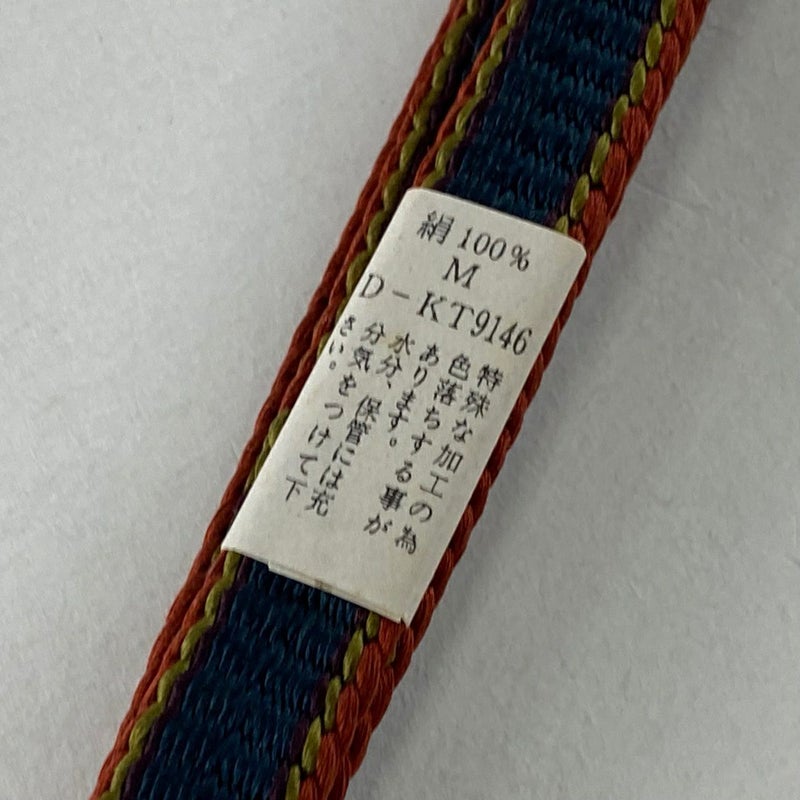 絹100%
M
D-KT9146
特殊な加工の為
色落ちする事が
あります。
水分、保管には充
分気をつけて下
さい。